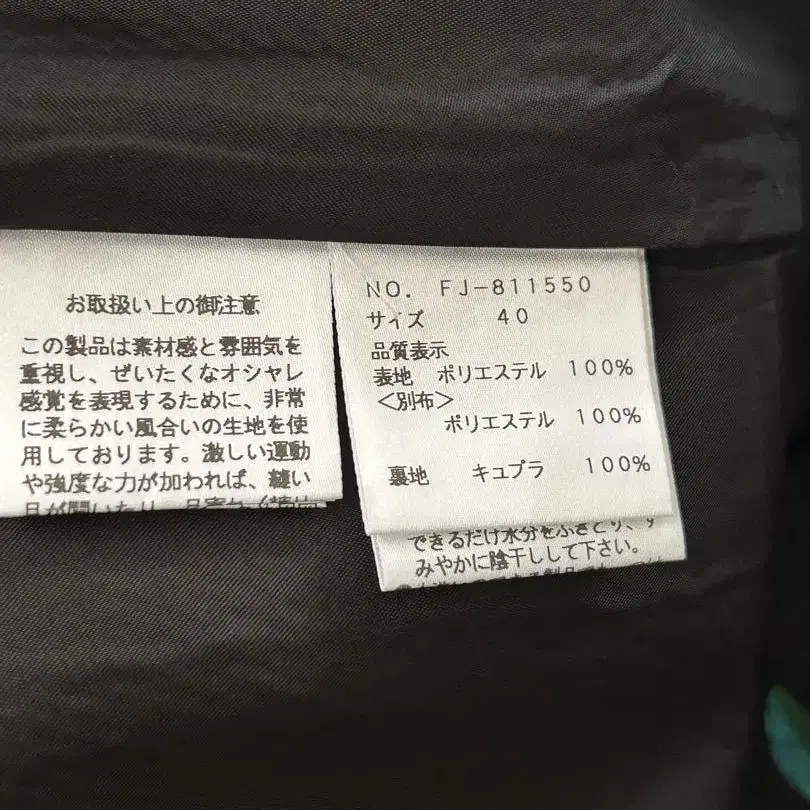 お取扱い上の御注意
この製品は素材感と雰囲気を
重視し、ぜいたくなオシャレ
感覚を表現するために、非常
に柔らかい風合いの生地を使
用しております。激しい運動
や強度な力が加われば、縫い
目が開いたり、
NO. FJ-811550
サイズ 40
品質表示
表地 ポリエステル 100%
<別布>
ポリエステル 100%
裏地 キュプラ 100%
できるだけ水分をふきとり、す
みやかに陰干しして下さい。